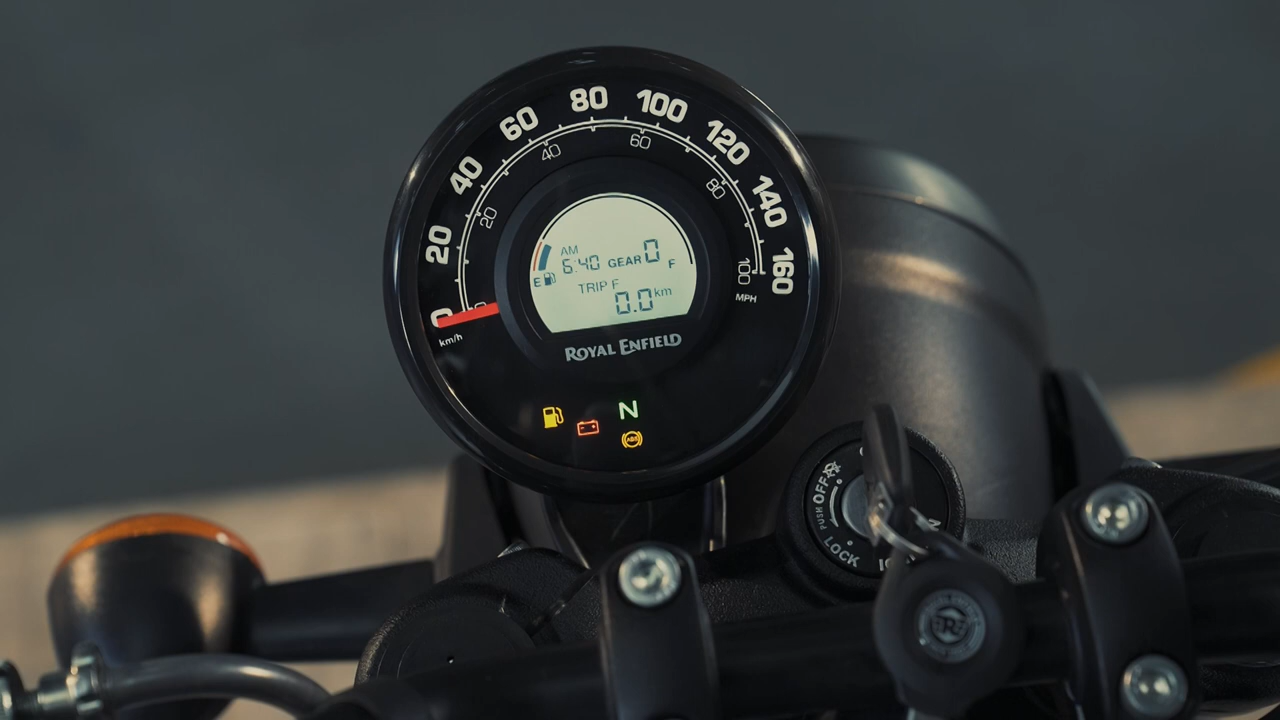 0 20 40 60 80 100 120 140 160
km/h
20 40 60 80 100
MPH
AM
6:40 GEAR 0
E F
TRIP F
0.0 km
ROYAL ENFIELD
N
ABS
OFF
PUSH
LOCK